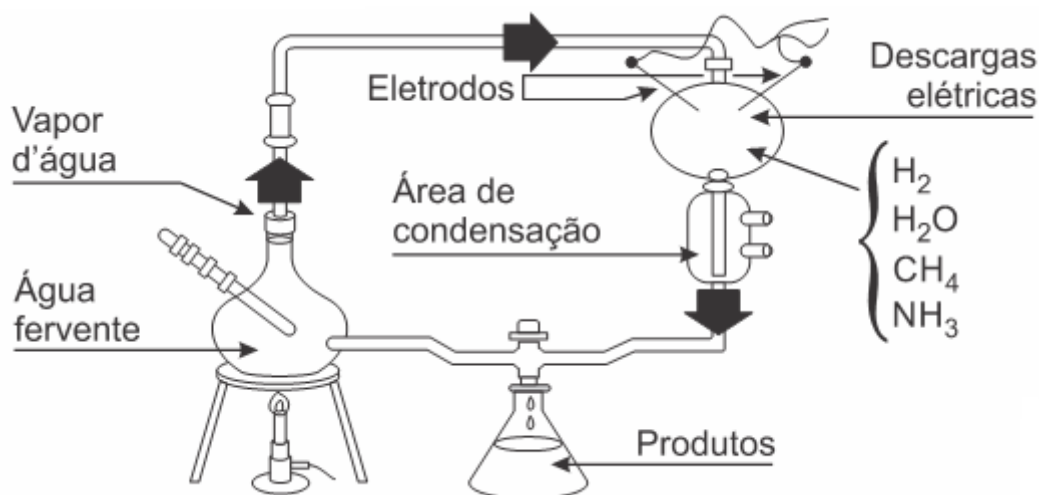 Vapor
d'água
Água
fervente
Eletrodos
Área de
condensação
Descargas
elétricas
H₂
H₂O
CH₄
NH₃
Produtos